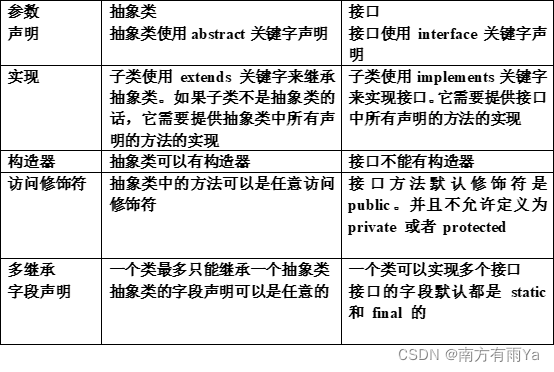 参数 抽象类 接口
声明 抽象类使用 abstract 关键字声明 接口使用 interface 关键字声
明
实现 子类使用 extends 关键字来继承 子类使用 implements 关键字
抽象类。如果子类不是抽象类的 来实现接口。它需要提供接口
话，它需要提供抽象类中所有声 中所有声明的方法的实现
明的方法的实现
构造器 抽象类可以有构造器 接口不能有构造器
访问修饰符 抽象类中的方法可以是任意访问 接口方法默认修饰符是
修饰符 public。并且不允许定义为
private 或者 protected
多继承 一个类最多只能继承一个抽象类 一个类可以实现多个接口
字段声明 抽象类的字段声明可以是任意的 接口的字段默认都是 static
和 final 的
CSDN @南方有雨Ya